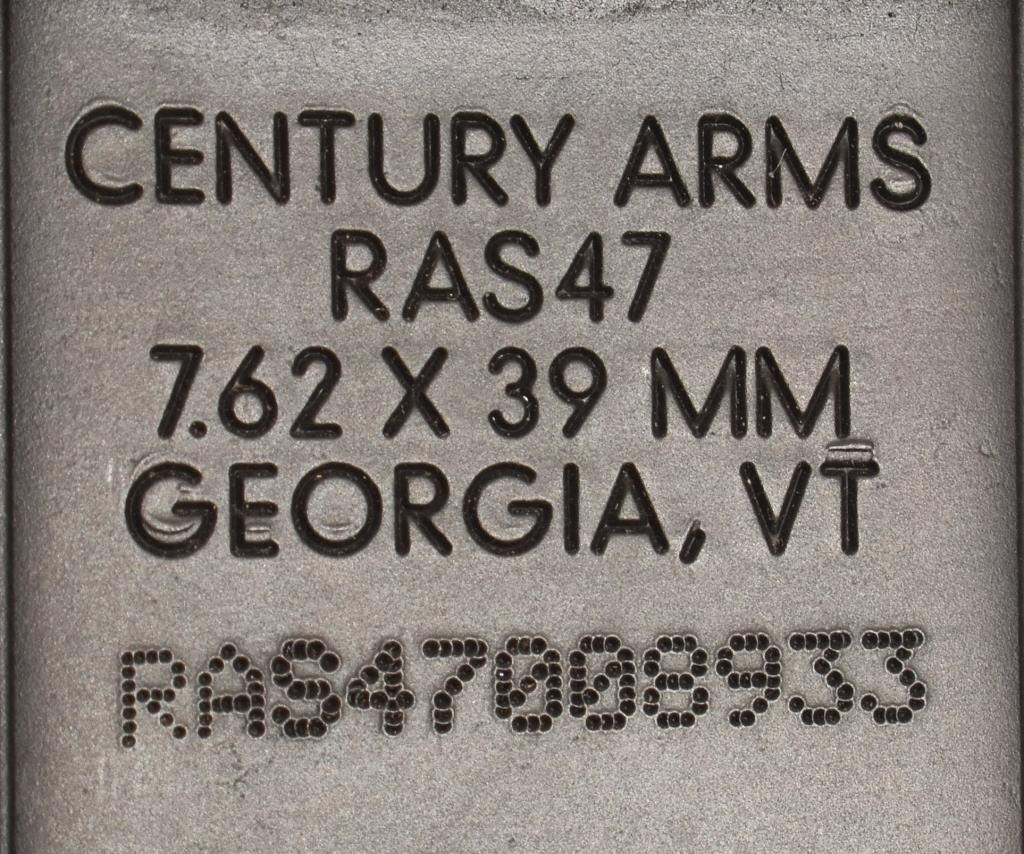 CENTURY ARMS
RAS47
7.62 X 39 MM
GEORGIA, VT
RAS47008933